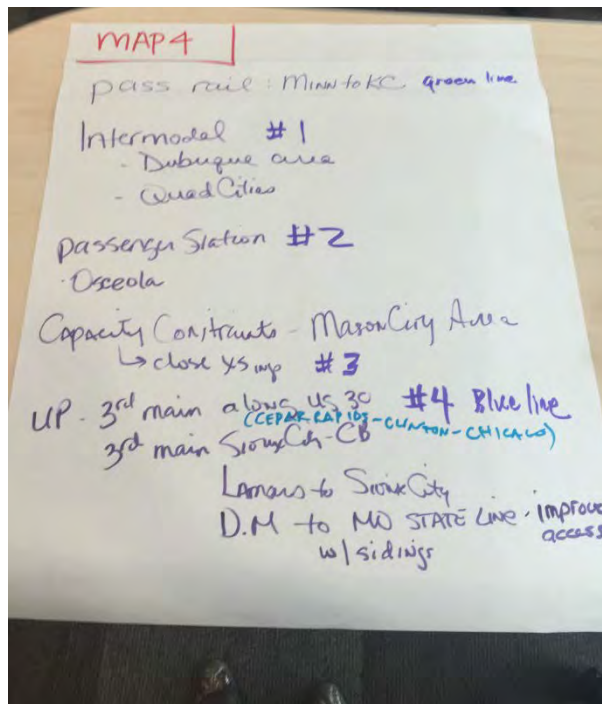 MAP4
pass rail: MINN to KC green line
Intermodal #1
- Dubuque area
- Quad Cities
Passenger Station #2
· Osceola
Capacity Constraints - Mason City Area
↳ close xsing #3
UP - 3rd main along US 30 #4 Blue line
(CEDAR RAPIDS-CLINTON-CHICAGO)
3rd main Sioux City-CB
Lamars to Sioux City
D.M to MO STATE LINE - improve access
w/ sidings